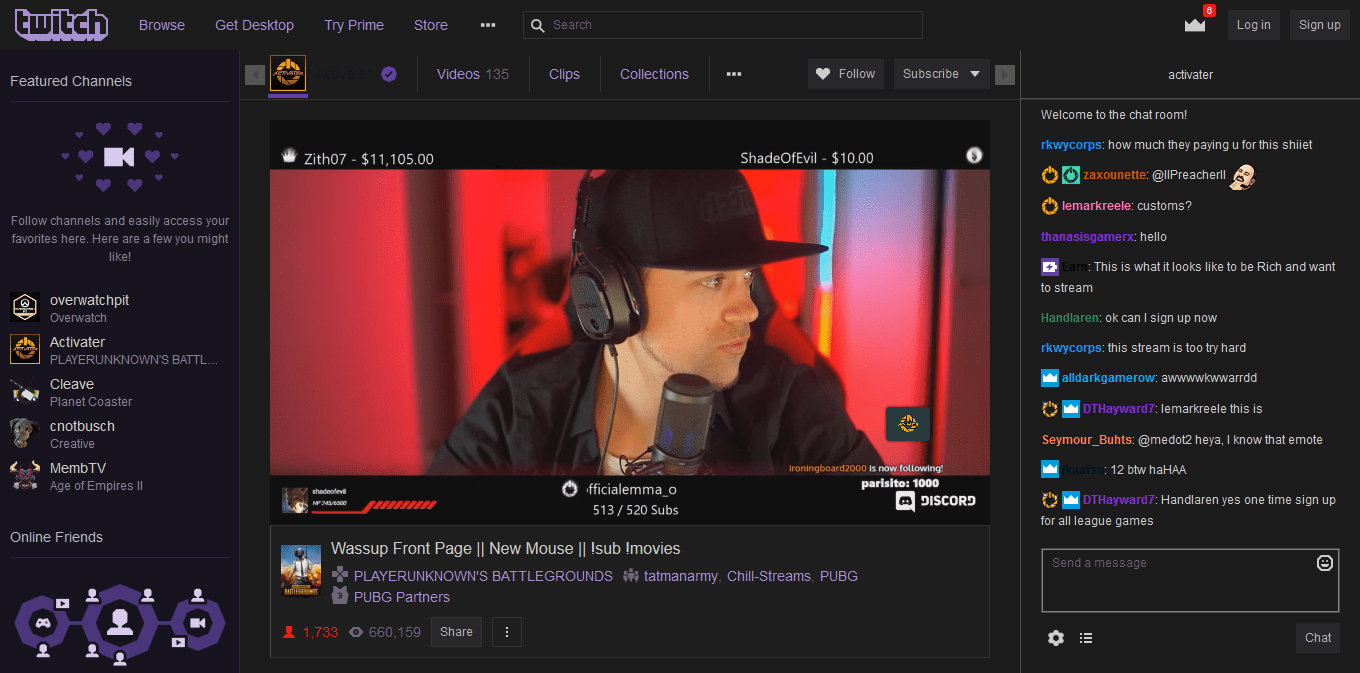 twitch
Browse
Get Desktop
Try Prime
Store
Search
6
Log in
Sign up
Featured Channels
Follow channels and easily access your
favorites here. Here are a few you might
like!
overwatchpit
Overwatch
Activater
PLAYERUNKNOWN'S BATTL...
Cleave
Planet Coaster
cnotbusch
Creative
MembTV
Age of Empires II
Online Friends
Videos 135
Clips
Collections
Follow
Subscribe
Zith07 - $11,105.00
ShadeOfEvil - $10.00
ironingboard2000 is now following!
shadeofevil
HP 245/6500
fficialemma_o
513 / 520 Subs
parisito: 1000
DISCORD
Wassup Front Page || New Mouse || !sub !movies
PLAYERUNKNOWN'S BATTLEGROUNDS
tatmanarmy, Chill-Streams, PUBG
3
PUBG Partners
1,733
660,159
Share
activater
Welcome to the chat room!
rkwycorps: how much they paying u for this shiiet
zaxounette: @IIPreacherII
lemarkreele: customs?
thanasisgamerx: hello
Earn: This is what it looks like to be Rich and want
to stream
Handlaren: ok can I sign up now
rkwycorps: this stream is too try hard
alldarkgamerow: awwwwkwwarrdd
DTHayward7: lemarkreele this is
Seymour_Buhts: @medot2 heya, I know that emote
: 12 btw haHAA
DTHayward7: Handlaren yes one time sign up
for all league games
Send a message
Chat